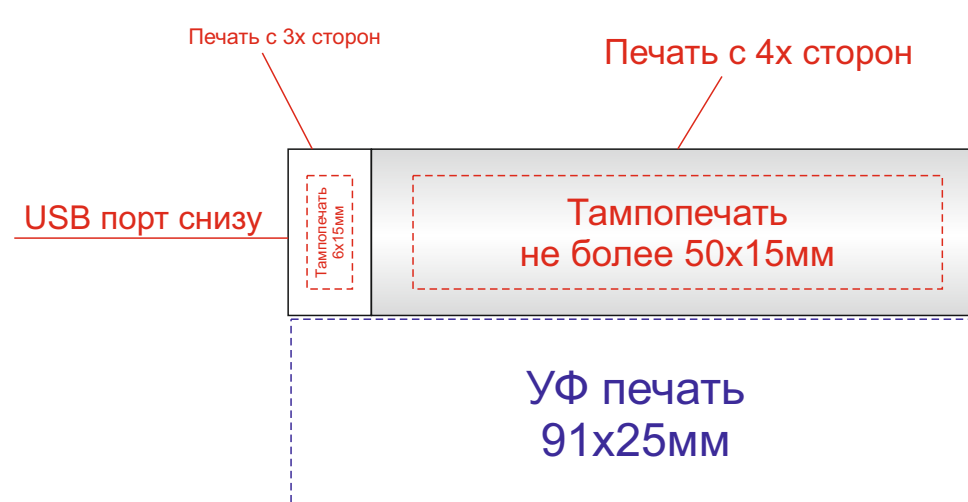 Печать с 3х сторон
Печать с 4х сторон
USB порт снизу
Тампопечать
6х15мм
Тампопечать
не более 50х15мм
УФ печать
91х25мм